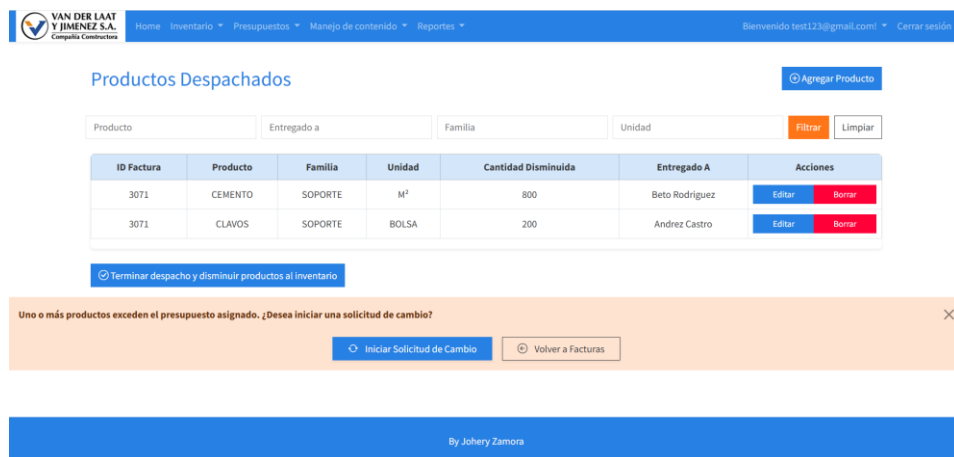 VAN DER LAAT
Y JIMENEZ S.A.
Compañía Constructora
Home Inventario Presupuestos Manejo de contenido Reportes Bienvenido test123@gmail.com! Cerrar sesión
Productos Despachados
Agregar Producto
Producto Entregado a Familia Unidad Filtrar Limpiar
ID Factura Producto Familia Unidad Cantidad Disminuida Entregado A Acciones
3071 CEMENTO SOPORTE M² 800 Beto Rodriguez Editar Borrar
3071 CLAVOS SOPORTE BOLSA 200 Andrez Castro Editar Borrar
Terminar despacho y disminuir productos al inventario
Uno o más productos exceden el presupuesto asignado. ¿Desea iniciar una solicitud de cambio?
Iniciar Solicitud de Cambio Volver a Facturas
By Johery Zamora